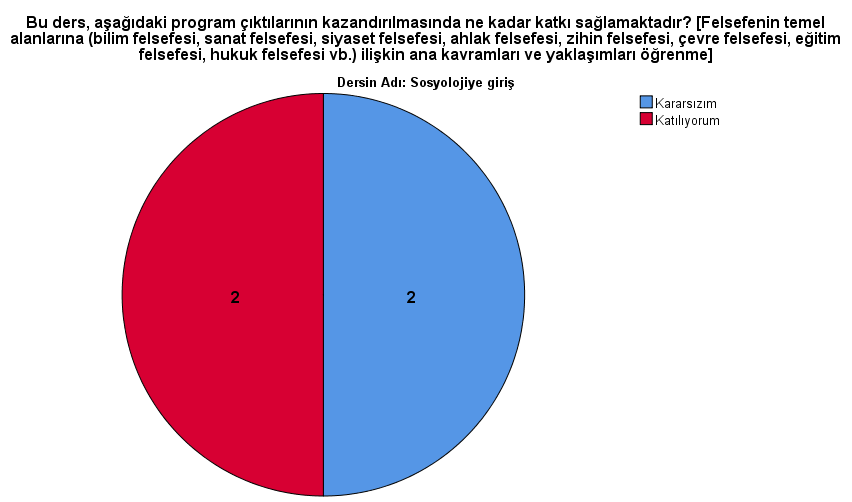 Bu ders, aşağıdaki program çıktılarının kazandırılmasında ne kadar katkı sağlamaktadır? [Felsefenin temel
alanlarına (bilim felsefesi, sanat felsefesi, siyaset felsefesi, ahlak felsefesi, zihin felsefesi, çevre felsefesi, eğitim
felsefesi, hukuk felsefesi vb.) ilişkin ana kavramları ve yaklaşımları öğrenme]
Dersin Adı: Sosyolojiye giriş
Kararsızım
Katılıyorum
2
2